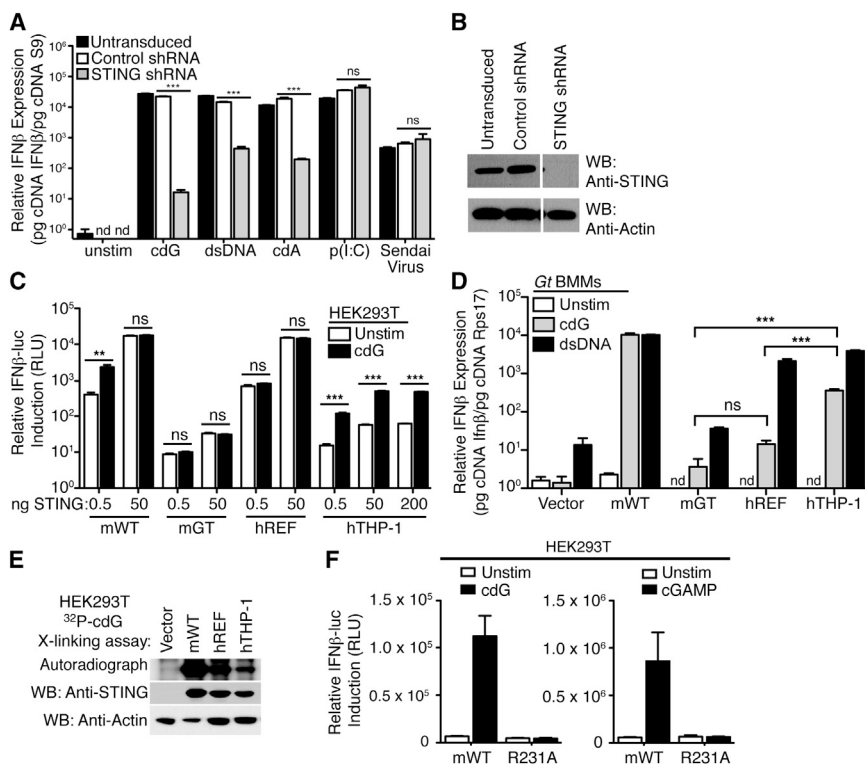 A
Relative IFNβ Expression
(pg cDNA IFNβ/pg cDNA S9)
10⁶
10⁵
10⁴
10³
10²
10¹
10⁰
Untransduced
Control shRNA
STING shRNA
***
***
***
ns
ns
nd nd
unstim
cdG
dsDNA
cdA
p(I:C)
Sendai
Virus
B
Untransduced
Control shRNA
STING shRNA
WB:
Anti-STING
WB:
Anti-Actin
C
Relative IFNβ-luc
Induction (RLU)
10⁵
10⁴
10³
10²
10¹
10⁰
HEK293T
Unstim
cdG
**
ns
ns
ns
ns
ns
***
***
***
ng STING:
0.5 50 0.5 50 0.5 50 0.5 50 200
mWT mGT hREF hTHP-1
D
Gt BMMs
Relative IFNβ Expression
(pg cDNA Ifnβ/pg cDNA Rps17)
10⁵
10⁴
10³
10²
10¹
10⁰
Unstim
cdG
dsDNA
***
***
ns
nd nd nd
Vector mWT mGT hREF hTHP-1
E
HEK293T
³²P-cdG
X-linking assay:
Vector
mWT
hREF
hTHP-1
Autoradiograph
WB: Anti-STING
WB: Anti-Actin
F
HEK293T
Relative IFNβ-luc
Induction (RLU)
Unstim
cdG
1.5 x 10⁵
1.0 x 10⁵
0.5 x 10⁵
0
mWT R231A
Unstim
cGAMP
1.5 x 10⁶
1.0 x 10⁶
0.5 x 10⁶
0
mWT R231A